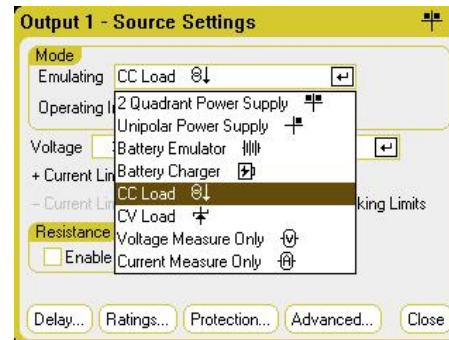 Output 1 - Source Settings
Mode
Emulating CC Load
Operating
2 Quadrant Power Supply
Unipolar Power Supply
Voltage
Battery Emulator
+ Current
Battery Charger
- Current
CC Load
king Limits
CV Load
Resistance
Voltage Measure Only
Enable
Current Measure Only
Delay...
Ratings...
Protection...
Advanced...
Close